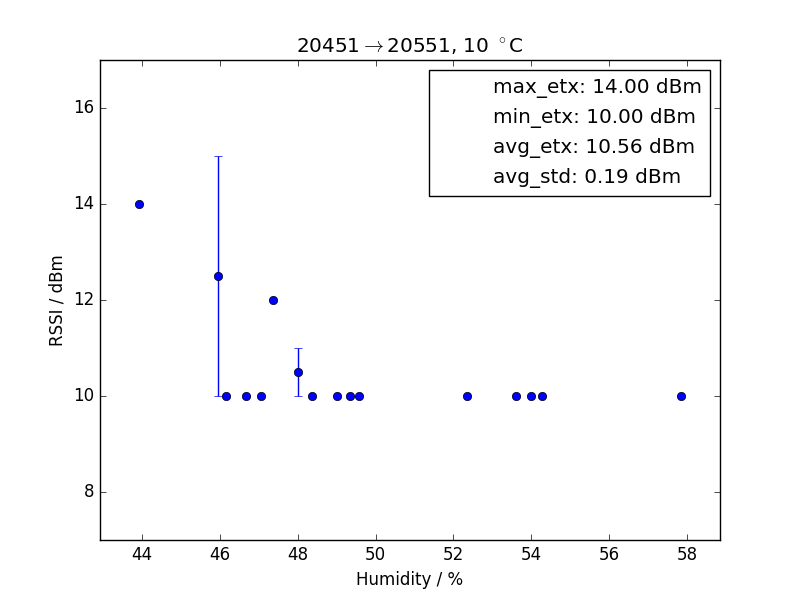 20451→20551, 10 °C
max_etx: 14.00 dBm
min_etx: 10.00 dBm
avg_etx: 10.56 dBm
avg_std: 0.19 dBm
RSSI / dBm
16
14
12
10
8
44 46 48 50 52 54 56 58
Humidity / %